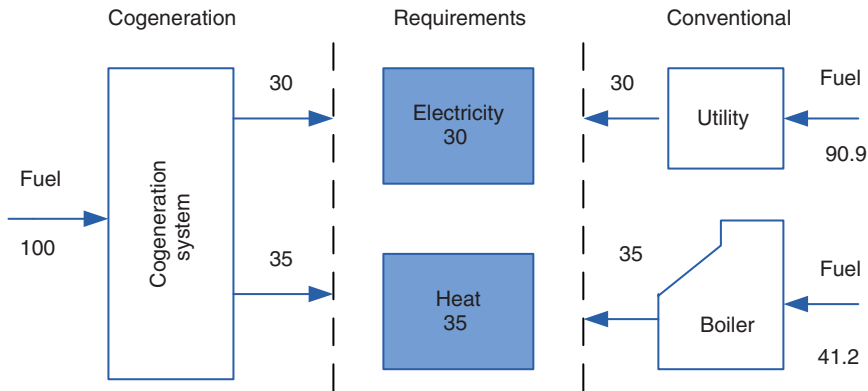 Cogeneration
Requirements
Conventional
Fuel
100
Cogeneration
system
30
35
Electricity
30
Heat
35
30
Utility
Fuel
90.9
35
Boiler
Fuel
41.2